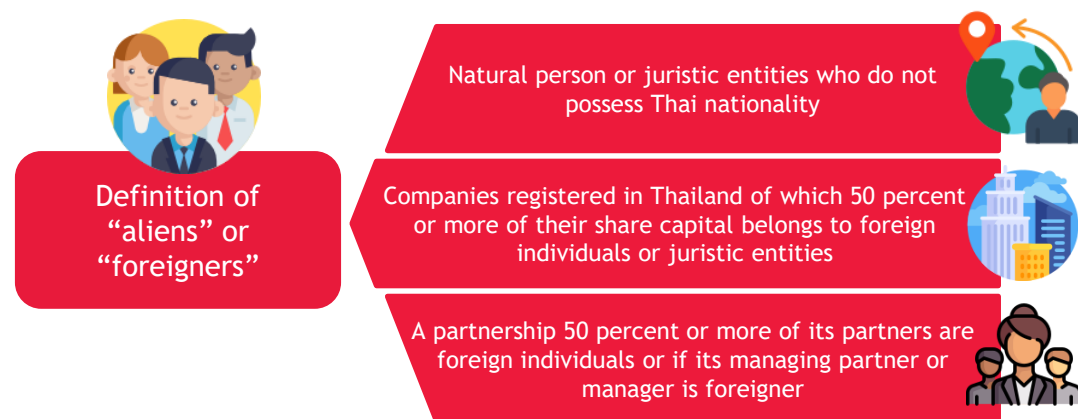 Definition of
“aliens” or
“foreigners”
Natural person or juristic entities who do not
possess Thai nationality
Companies registered in Thailand of which 50 percent
or more of their share capital belongs to foreign
individuals or juristic entities
A partnership 50 percent or more of its partners are
foreign individuals or if its managing partner or
manager is foreigner